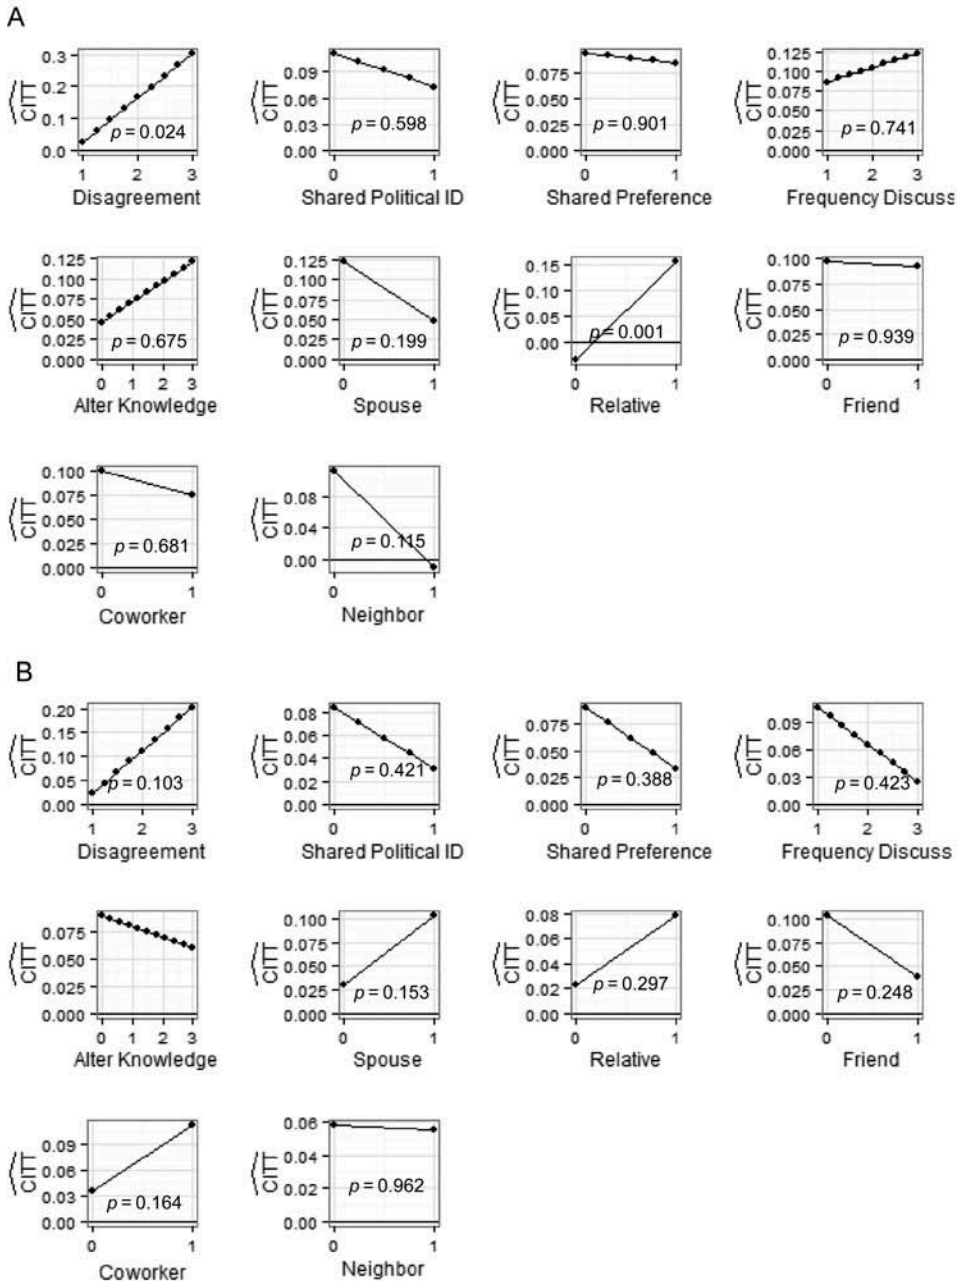 A
CITT
0.3
0.2
0.1
0.0
p = 0.024
1 2 3
Disagreement
CITT
0.09
0.06
0.03
0.00
p = 0.598
0 1
Shared Political ID
CITT
0.075
0.050
0.025
0.000
p = 0.901
0 1
Shared Preference
CITT
0.125
0.100
0.075
0.050
0.025
0.000
p = 0.741
1 2 3
Frequency Discuss
CITT
0.125
0.100
0.075
0.050
0.025
0.000
p = 0.675
0 1 2 3
Alter Knowledge
CITT
0.125
0.100
0.075
0.050
0.025
0.000
p = 0.199
0 1
Spouse
CITT
0.15
0.10
0.05
0.00
p = 0.001
0 1
Relative
CITT
0.100
0.075
0.050
0.025
0.000
p = 0.939
0 1
Friend
CITT
0.100
0.075
0.050
0.025
0.000
p = 0.681
0 1
Coworker
CITT
0.08
0.04
0.00
p = 0.115
0 1
Neighbor
B
CITT
0.20
0.15
0.10
0.05
0.00
p = 0.103
1 2 3
Disagreement
CITT
0.08
0.06
0.04
0.02
0.00
p = 0.421
0 1
Shared Political ID
CITT
0.075
0.050
0.025
0.000
p = 0.388
0 1
Shared Preference
CITT
0.09
0.06
0.03
0.00
p = 0.423
1 2 3
Frequency Discuss
CITT
0.075
0.050
0.025
0.000
0 1 2 3
Alter Knowledge
CITT
0.100
0.075
0.050
0.025
0.000
p = 0.153
0 1
Spouse
CITT
0.08
0.06
0.04
0.02
0.00
p = 0.297
0 1
Relative
CITT
0.100
0.075
0.050
0.025
0.000
p = 0.248
0 1
Friend
CITT
0.09
0.06
0.03
0.00
p = 0.164
0 1
Coworker
CITT
0.06
0.04
0.02
0.00
p = 0.962
0 1
Neighbor